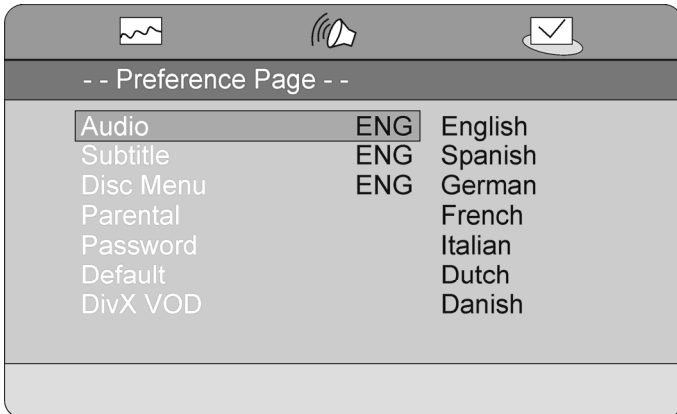 - - Preference Page - -
Audio ENG English
Subtitle ENG Spanish
Disc Menu ENG German
Parental French
Password Italian
Default Dutch
DivX VOD Danish